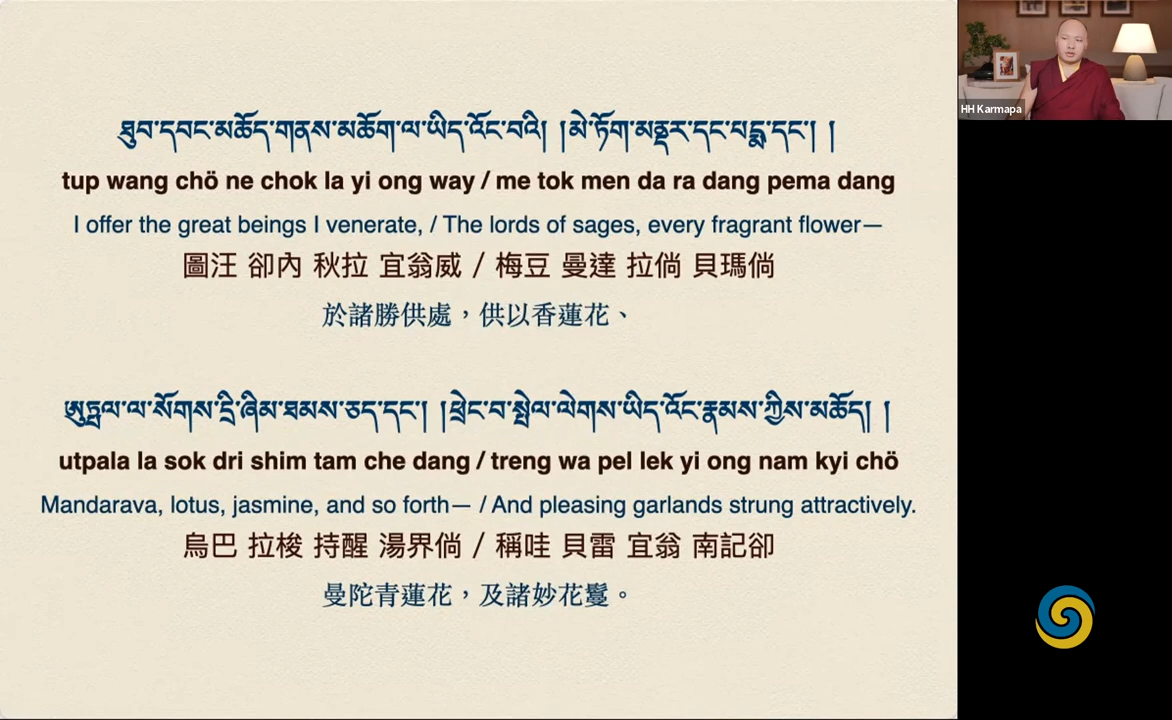 ཐུབ་དབང་མཆོད་གནས་མཆོག་ལ་ཡིད་འོང་བའི། །མེ་ཏོག་མནྡཱར་དང་པདྨ་དང་། །
tup wang chö ne chok la yi ong way / me tok men da ra dang pema dang
I offer the great beings I venerate, / The lords of sages, every fragrant flower—
圖汪 卻內 秋拉 宜翁威 / 梅豆 曼達 拉倘 貝瑪倘
於諸勝供處，供以香蓮花、
ཨུཏྤལ་ལ་སོགས་དྲི་ཞིམ་ཐམས་ཅད་དང་། །ཕྲེང་བ་སྤེལ་ལེགས་ཡིད་འོང་རྣམས་ཀྱིས་མཆོད། །
utpala la sok dri shim tam che dang / treng wa pel lek yi ong nam kyi chö
Mandarava, lotus, jasmine, and so forth— / And pleasing garlands strung attractively.
烏巴 拉梭 持醒 湯界倘 / 稱哇 貝雷 宜翁 南記卻
曼陀青蓮花，及諸妙花鬘。
HH Karmapa